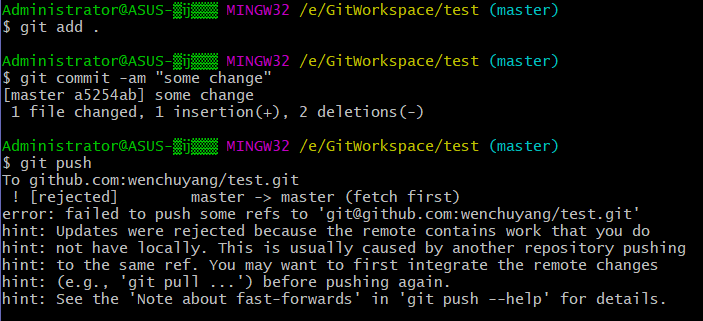 Administrator@ASUS-▒ĳ▒▒▒ MINGW32 /e/GitWorkspace/test (master)
$ git add .
Administrator@ASUS-▒ĳ▒▒▒ MINGW32 /e/GitWorkspace/test (master)
$ git commit -am "some change"
[master a5254ab] some change
1 file changed, 1 insertion(+), 2 deletions(-)
Administrator@ASUS-▒ĳ▒▒▒ MINGW32 /e/GitWorkspace/test (master)
$ git push
To github.com:wenchuyang/test.git
! [rejected] master -> master (fetch first)
error: failed to push some refs to 'git@github.com:wenchuyang/test.git'
hint: Updates were rejected because the remote contains work that you do
hint: not have locally. This is usually caused by another repository pushing
hint: to the same ref. You may want to first integrate the remote changes
hint: (e.g., 'git pull ...') before pushing again.
hint: See the 'Note about fast-forwards' in 'git push --help' for details.